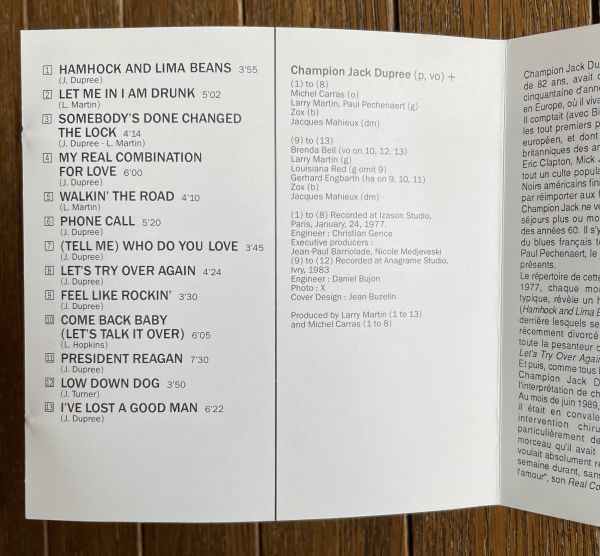 1 HAMHOCK AND LIMA BEANS 3'55
(J. Dupree)
2 LET ME IN I AM DRUNK 5'02
(L. Martin)
3 SOMEBODY'S DONE CHANGED
THE LOCK 4'14
(J. Dupree - L. Martin)
4 MY REAL COMBINATION
FOR LOVE 6'00
(J. Dupree)
5 WALKIN' THE ROAD 4'10
(L. Martin)
6 PHONE CALL 5'20
(J. Dupree)
7 (TELL ME) WHO DO YOU LOVE 3'45
(J. Dupree)
8 LET'S TRY OVER AGAIN 4'24
(J. Dupree)
9 FEEL LIKE ROCKIN' 3'30
(J. Dupree)
10 COME BACK BABY
(LET'S TALK IT OVER) 6'05
(L. Hopkins)
11 PRESIDENT REAGAN 7'30
(J. Dupree)
12 LOW DOWN DOG 3'50
(J. Turner)
13 I'VE LOST A GOOD MAN 6'22
(J. Dupree)
Champion Jack Dupree (p, vo) +
(1) to (8)
Michel Carras (o)
Larry Martin, Paul Pechenaert (g)
Zox (b)
Jacques Mahieux (dm)
(9) to (13)
Brenda Bell (vo on 10, 12, 13)
Larry Martin (g)
Louisiana Red (g omit 9)
Gerhard Engbarth (ha on 9, 10, 11)
Zox (b)
Jacques Mahieux (dm)
(1) to (8) Recorded at Izason Studio,
Paris, January, 24, 1977.
Engineer : Christian Gence
Executive producers :
Jean-Paul Barriolade, Nicole Medjeveski
(9) to (12) Recorded at Anagrame Studio,
Ivry, 1983
Engineer : Daniel Bujon
Photo : X
Cover Design : Jean Buzelin
Produced by Larry Martin (1 to 13)
and Michel Carras (1 to 8)
Champion Jack Du
de 82 ans, avait
cinquantaine d'anné
en Europe, où il viva
Il comptait (avec Bi
les tout premiers p
européen, et dont
britanniques des an
Eric Clapton, Mick J
tout un culte popula
Noirs américains fini
par réimporter aux
Champion Jack ne vo
séjours plus ou mo
des années 60. Il s'y
du blues français t
Paul Pechenaert, le
présents.
Le répertoire de cette
1977, chaque mor
typique, révèle un h
(Hamhock and Lima B
derrière lesquels se
récemment divorcé
toute la pesanteur d
Let's Try Over Again
Et puis, comme tous l
Champion Jack D
l'interprétation de ch
Au mois de juin 1989,
il était en convale
intervention chiru
particulièrement de
morceau qu'il avait
voulait absolument re
semaine durant, sans
l'amour", son Real Co